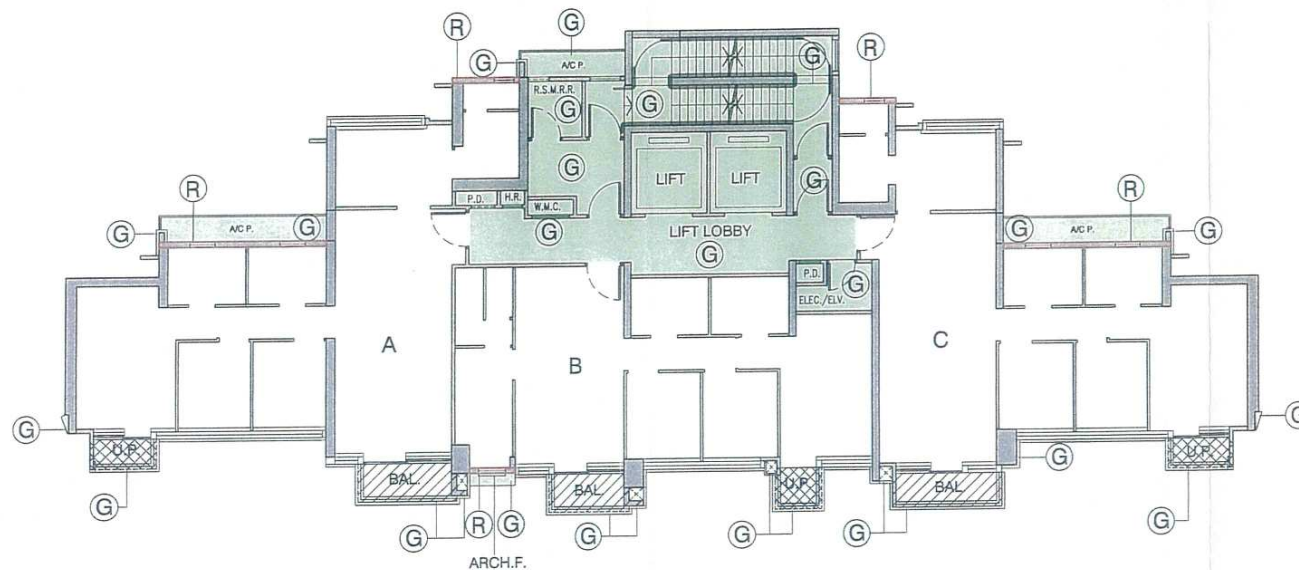 G
R
G
A/C P.
R.S.M.R.R.
G
G
G
R
G
LIFT
LIFT
G
R
G
A/C P.
G
P.D.
H.R.
W.M.C.
G
LIFT LOBBY
G
G
A/C P.
R
G
P.D.
G
ELEC./ELV.
A
B
C
G
U.P.
BAL.
BAL.
U.P.
BAL.
G
U.P.
G
G
G
R
G
G
G
G
G
ARCH.F.